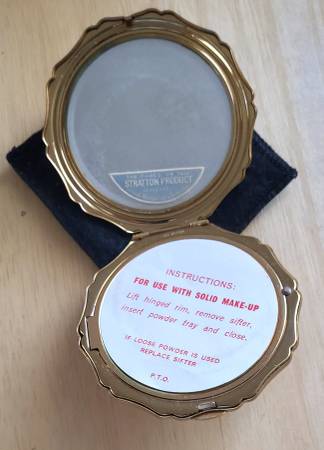 STRATTON PRODUCT
INSTRUCTIONS:
FOR USE WITH SOLID MAKE-UP
Lift hinged rim, remove sifter,
insert powder tray and close.
IF LOOSE POWDER IS USED
REPLACE SIFTER
P.T.O.